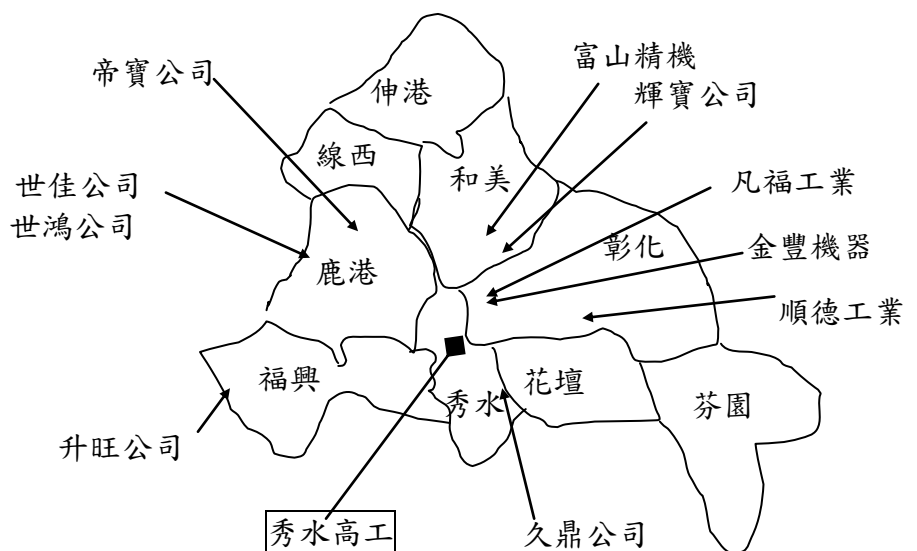 富山精機
帝寶公司
輝寶公司
伸港
線西
和美
凡福工業
世佳公司
世鴻公司
彰化
金豐機器
鹿港
順德工業
福興
花壇
秀水
芬園
升旺公司
秀水高工
久鼎公司